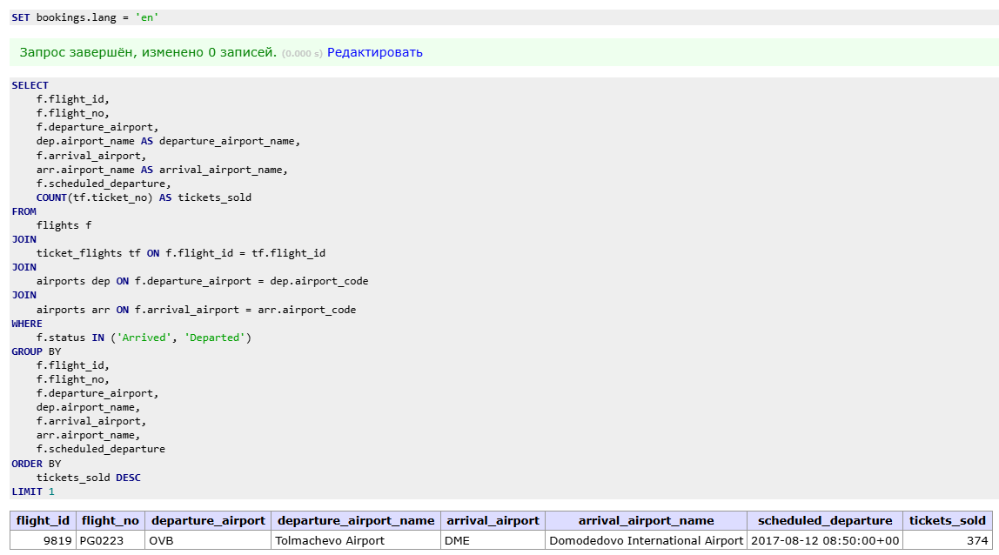 SET bookings.lang = 'en'
Запрос завершён, изменено 0 записей. (0.000 s) Редактировать
SELECT
    f.flight_id,
    f.flight_no,
    f.departure_airport,
    dep.airport_name AS departure_airport_name,
    f.arrival_airport,
    arr.airport_name AS arrival_airport_name,
    f.scheduled_departure,
    COUNT(tf.ticket_no) AS tickets_sold
FROM
    flights f
JOIN
    ticket_flights tf ON f.flight_id = tf.flight_id
JOIN
    airports dep ON f.departure_airport = dep.airport_code
JOIN
    airports arr ON f.arrival_airport = arr.airport_code
WHERE
    f.status IN ('Arrived', 'Departed')
GROUP BY
    f.flight_id,
    f.flight_no,
    f.departure_airport,
    dep.airport_name,
    f.arrival_airport,
    arr.airport_name,
    f.scheduled_departure
ORDER BY
    tickets_sold DESC
LIMIT 1
flight_id flight_no departure_airport departure_airport_name arrival_airport arrival_airport_name scheduled_departure tickets_sold
9819 PG0223 OVB Tolmachevo Airport DME Domodedovo International Airport 2017-08-12 08:50:00+00 374